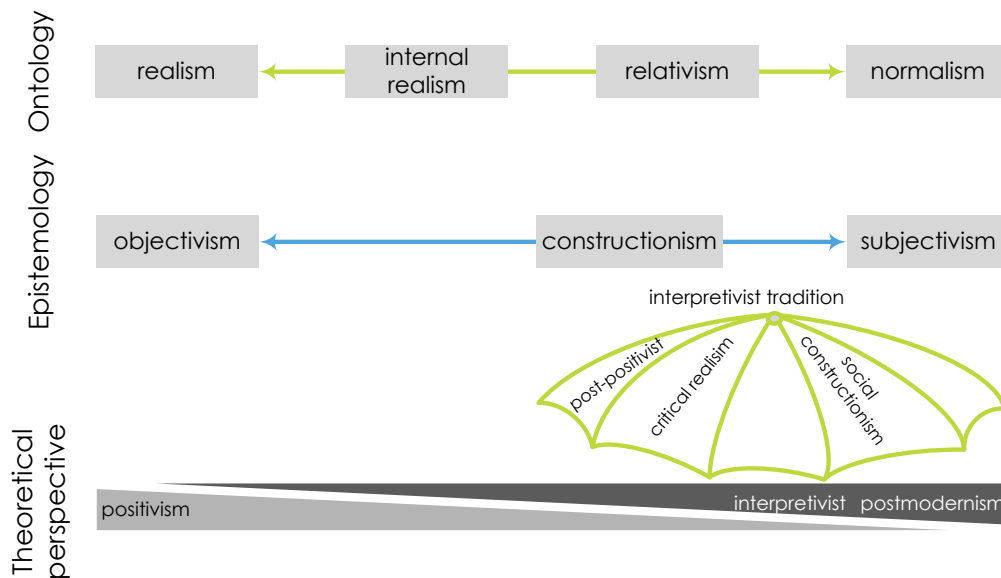 Ontology
realism
internal
realism
relativism
normalism
Epistemology
objectivism
constructionism
subjectivism
interpretivist tradition
post-positivist
critical realisim
social
constructionism
Theoretical
perspective
positivism
interpretivist
postmodernism